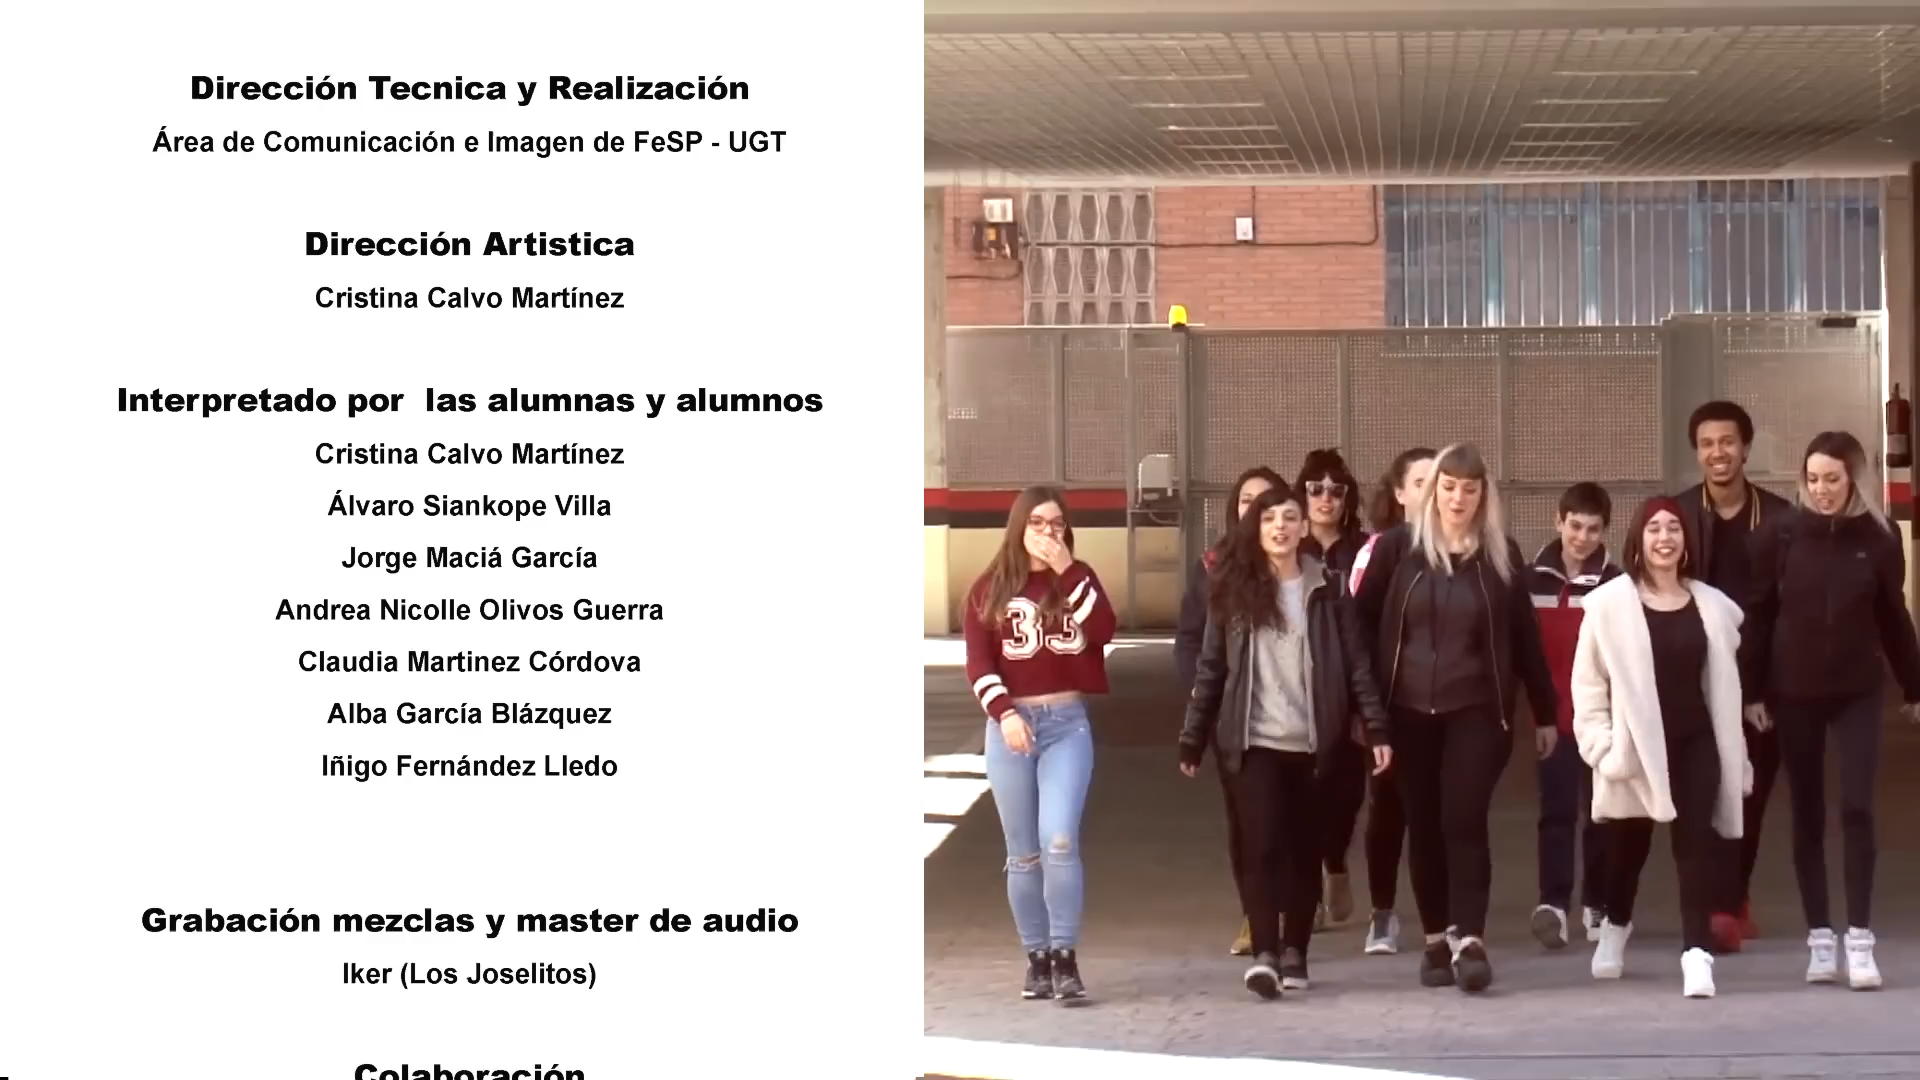 Dirección Tecnica y Realización
Área de Comunicación e Imagen de FeSP - UGT
Dirección Artistica
Cristina Calvo Martínez
Interpretado por las alumnas y alumnos
Cristina Calvo Martínez
Álvaro Siankope Villa
Jorge Maciá García
Andrea Nicolle Olivos Guerra
Claudia Martinez Córdova
Alba García Blázquez
Iñigo Fernández Lledo
Grabación mezclas y master de audio
Iker (Los Joselitos)
Colaboración
33